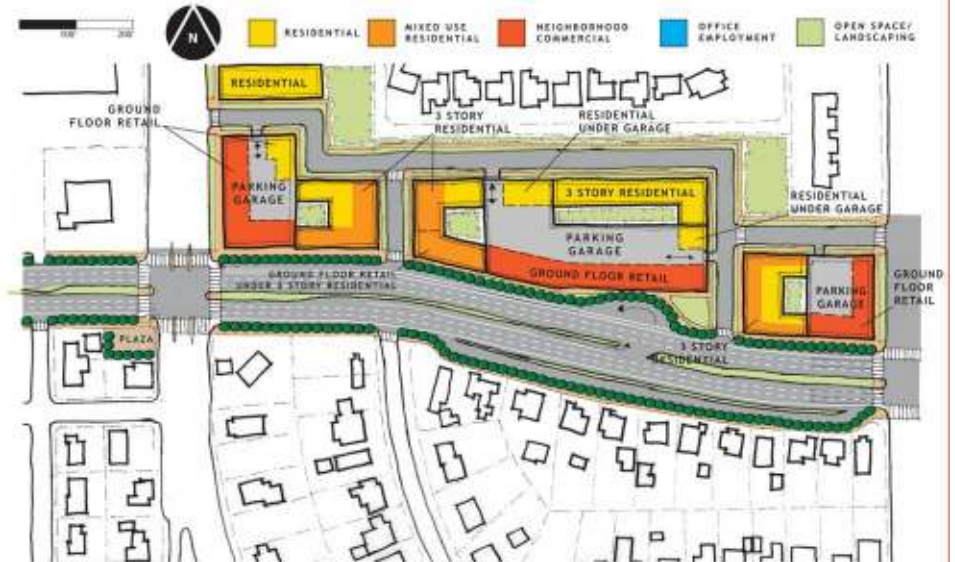 100'
200'
N
RESIDENTIAL
MIXED USE
RESIDENTIAL
NEIGHBORHOOD
COMMERCIAL
OFFICE
EMPLOYMENT
OPEN SPACE/
LANDSCAPING
RESIDENTIAL
GROUND
FLOOR RETAIL
3 STORY
RESIDENTIAL
RESIDENTIAL
UNDER GARAGE
PARKING
GARAGE
3 STORY RESIDENTIAL
RESIDENTIAL
UNDER GARAGE
PARKING
GARAGE
GROUND FLOOR RETAIL
GROUND FLOOR RETAIL
UNDER 3 STORY RESIDENTIAL
PARKING
GARAGE
GROUND
FLOOR
RETAIL
PLAZA
3 STORY
RESIDENTIAL